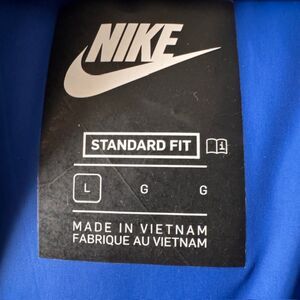 NIKE
STANDARD FIT
L G G
MADE IN VIETNAM
FABRIQUE AU VIETNAM